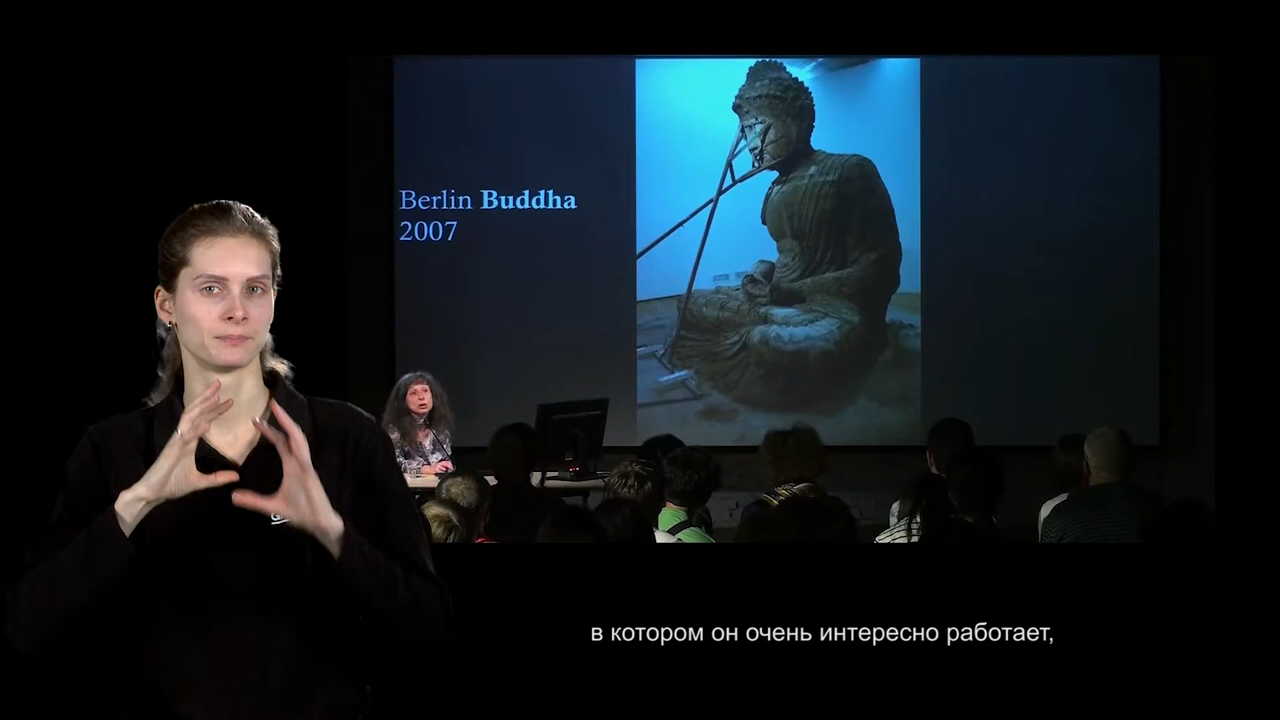 Berlin Buddha
2007
в котором он очень интересно работает,